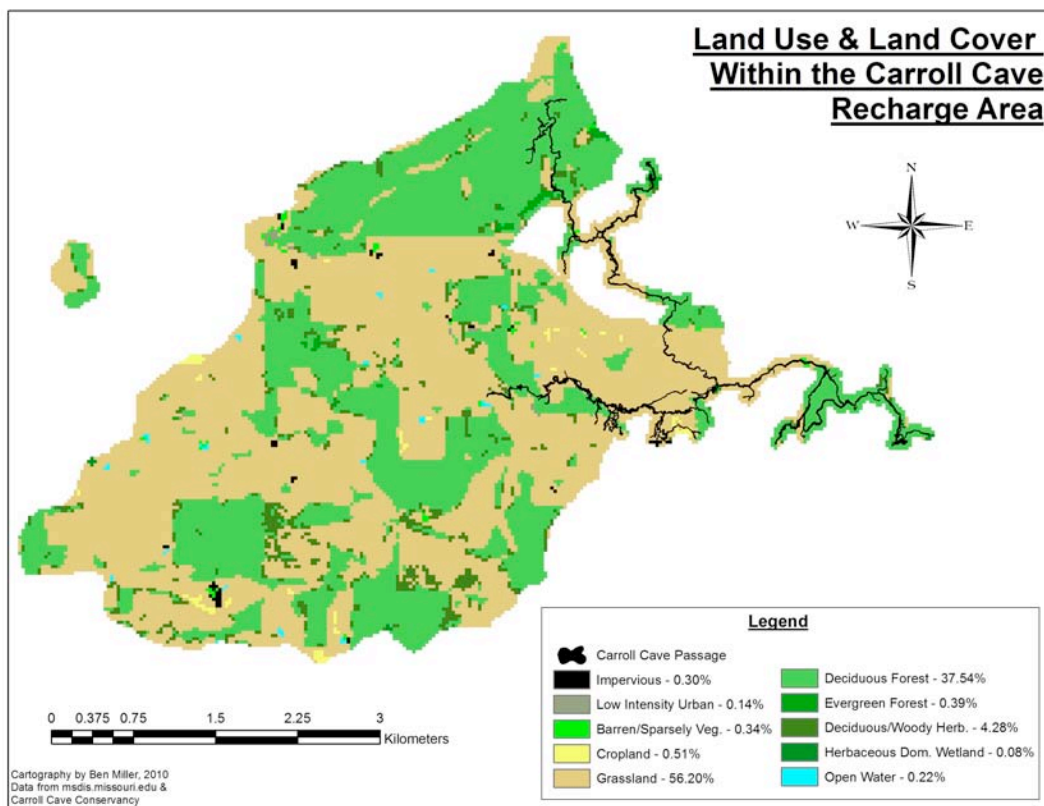 Land Use & Land Cover
Within the Carroll Cave
Recharge Area
N
W E
S
Legend
Carroll Cave Passage
Impervious - 0.30%
Low Intensity Urban - 0.14%
Barren/Sparsely Veg. - 0.34%
Cropland - 0.51%
Grassland - 56.20%
Deciduous Forest - 37.54%
Evergreen Forest - 0.39%
Deciduous/Woody Herb. - 4.28%
Herbaceous Dom. Wetland - 0.08%
Open Water - 0.22%
0 0.375 0.75 1.5 2.25 3
Kilometers
Cartography by Ben Miller, 2010
Data from msdis.missouri.edu &
Carroll Cave Conservancy